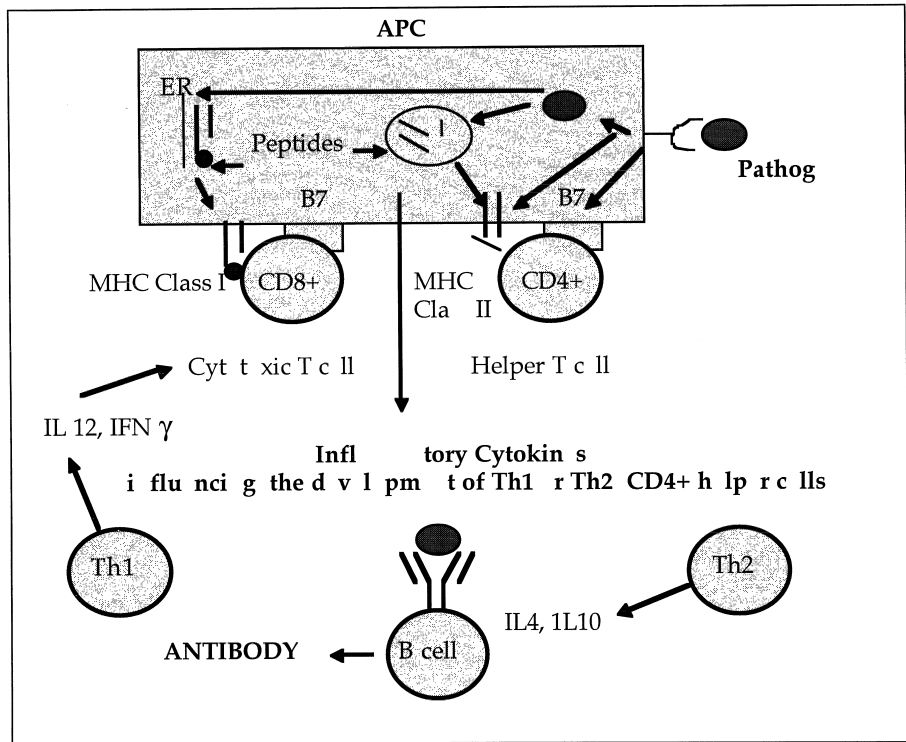 APC
ER
Peptides
Pathog
B7
B7
MHC Class I
CD8+
MHC
Cla II
CD4+
Cyt t xic T c ll
Helper T c ll
IL 12, IFN γ
Infl tory Cytokin s
i flu nci g the d v l pm t of Th1 r Th2 CD4+ h lp r c lls
Th1
Th2
IL4, 1L10
ANTIBODY
B cell